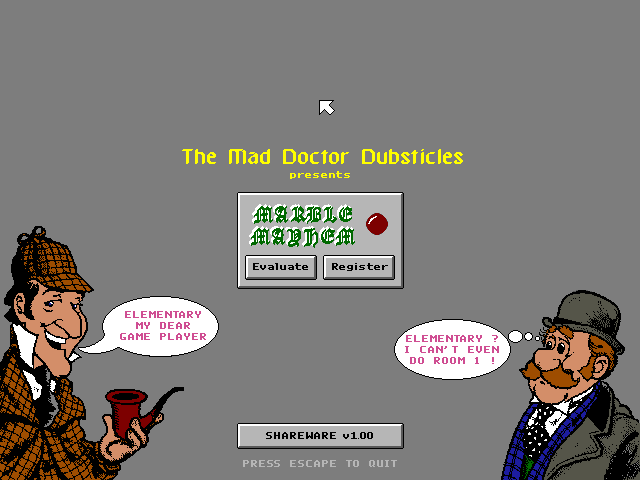 The Mad Doctor Dubsticles
presents
MARBLE
MAYHEM
Evaluate
Register
ELEMENTARY
MY DEAR
GAME PLAYER
ELEMENTARY ?
I CAN'T EVEN
DO ROOM 1 !
SHAREWARE v1.00
PRESS ESCAPE TO QUIT